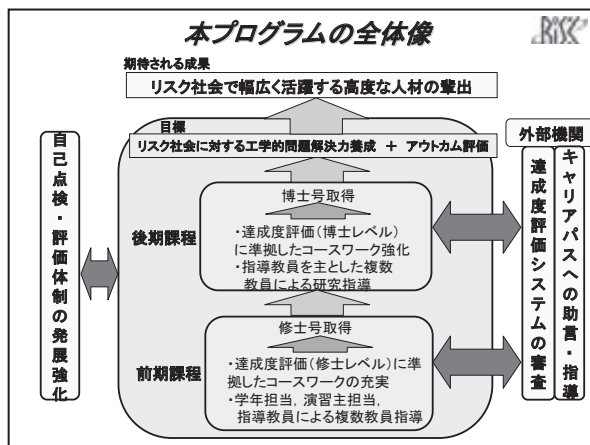 本プログラムの全体像
RiSK
期待される成果
リスク社会で幅広く活躍する高度な人材の輩出
目標
リスク社会に対する工学的問題解決力養成 + アウトカム評価
自己点検・評価体制の発展強化
後期課程
博士号取得
・達成度評価(博士レベル)
に準拠したコースワーク強化
・指導教員を主とした複数
教員による研究指導
前期課程
修士号取得
・達成度評価(修士レベル)に準
拠したコースワークの充実
・学年担当,演習主担当,
指導教員による複数教員指導
外部機関
キャリアパスへの助言・指導
達成度評価システムの審査